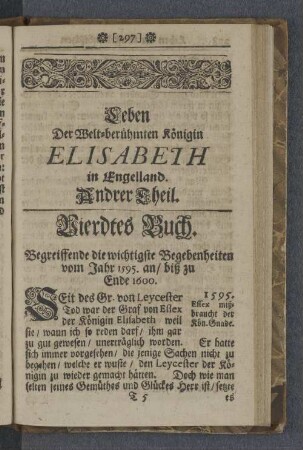 [297]
Leben
Der Welt-berühmten Königin
ELISABETH
in Engelland.
Andrer Theil.
Vierdtes Buch.
Begreiffende die wichtigste Begebenheiten
vom Jahr 1595. an/ biß zu
Ende 1600.
SEit des Gr. von Leycester
Tod war der Graf von Essex
der Königin Elisabeth weil
sie/ wann ich so reden darf/ ihm gar
zu gut gewesen/ unerträglich worden. Er hatte
sich immer vorgesehen/ die jenige Sachen nicht zu
begehen/ welche er wuste/ den Leycester der Kö-
nigin zu wieder gemacht hätten. Doch wie man
selten seines Gemüthes und Glückes Herr ist/ setzte
T 5 es
1595.
Essex miß-
braucht der
Kön. Gnade.